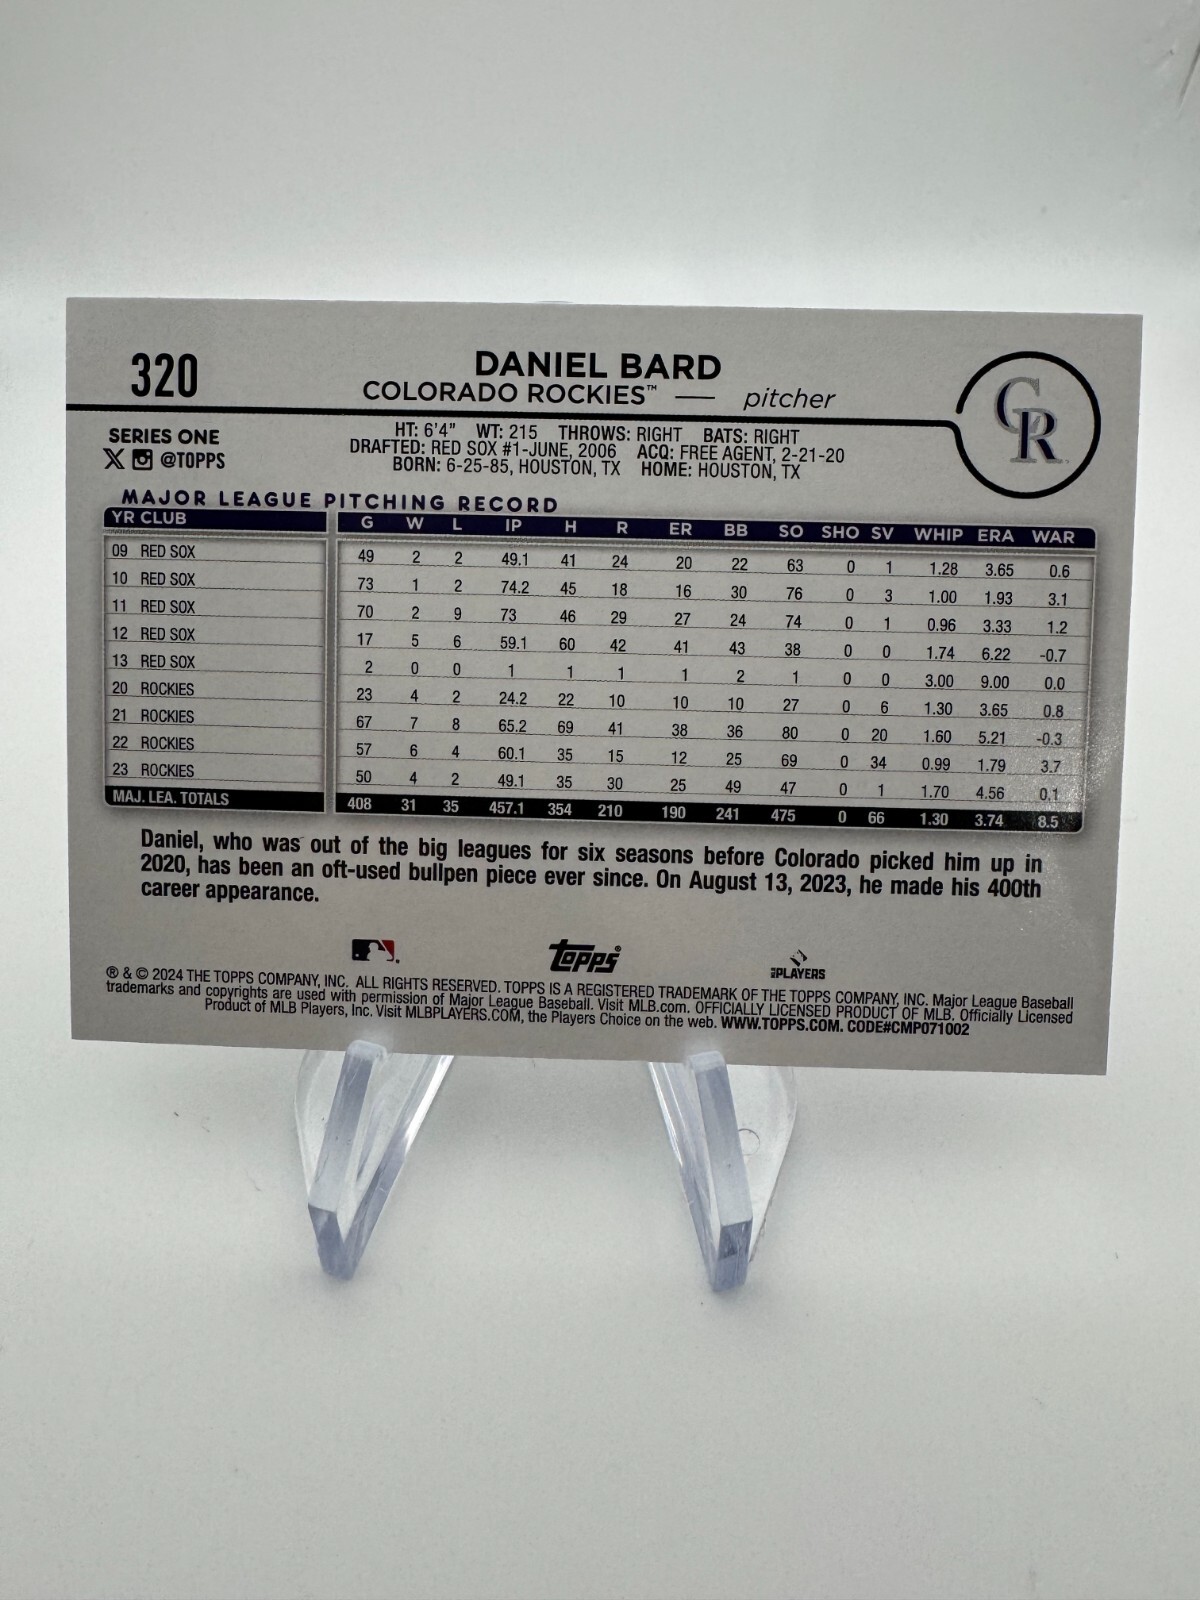 320
DANIEL BARD
COLORADO ROCKIES™ — pitcher
CR
SERIES ONE
@TOPPS
HT: 6'4" WT: 215 THROWS: RIGHT BATS: RIGHT
DRAFTED: RED SOX #1-JUNE, 2006 ACQ: FREE AGENT, 2-21-20
BORN: 6-25-85, HOUSTON, TX HOME: HOUSTON, TX
MAJOR LEAGUE PITCHING RECORD
YR CLUB G W L IP H R ER BB SO SHO SV WHIP ERA WAR
09 RED SOX 49 2 2 49.1 41 24 20 22 63 0 1 1.28 3.65 0.6
10 RED SOX 73 1 2 74.2 45 18 16 30 76 0 3 1.00 1.93 3.1
11 RED SOX 70 2 9 73 46 29 27 24 74 0 1 0.96 3.33 1.2
12 RED SOX 17 5 6 59.1 60 42 41 43 38 0 0 1.74 6.22 -0.7
13 RED SOX 2 0 0 1 1 1 1 2 1 0 0 3.00 9.00 0.0
20 ROCKIES 23 4 2 24.2 22 10 10 10 27 0 6 1.30 3.65 0.8
21 ROCKIES 67 7 8 65.2 69 41 38 36 80 0 20 1.60 5.21 -0.3
22 ROCKIES 57 6 4 60.1 35 15 12 25 69 0 34 0.99 1.79 3.7
23 ROCKIES 50 4 2 49.1 35 30 25 49 47 0 1 1.70 4.56 0.1
MAJ. LEA. TOTALS 408 31 35 457.1 354 210 190 241 475 0 66 1.30 3.74 8.5
Daniel, who was out of the big leagues for six seasons before Colorado picked him up in
2020, has been an oft-used bullpen piece ever since. On August 13, 2023, he made his 400th
career appearance.
topps®
PLAYERS
® & © 2024 THE TOPPS COMPANY, INC. ALL RIGHTS RESERVED. TOPPS IS A REGISTERED TRADEMARK OF THE TOPPS COMPANY, INC. Major League Baseball
trademarks and copyrights are used with permission of Major League Baseball. Visit MLB.com. OFFICIALLY LICENSED PRODUCT OF MLB. Officially Licensed
Product of MLB Players, Inc. Visit MLBPLAYERS.COM, the Players Choice on the web. WWW.TOPPS.COM. CODE#CMP071002